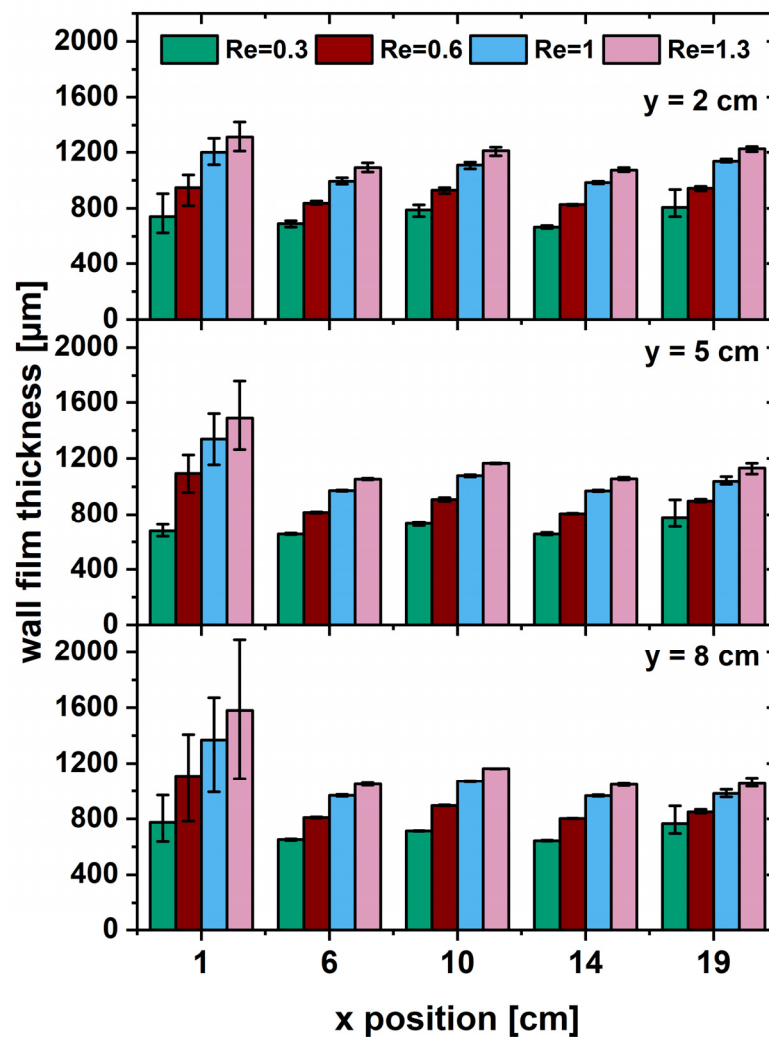 2000
1600
1200
800
400
0
Re=0.3 Re=0.6 Re=1 Re=1.3
y = 2 cm
2000
1600
1200
800
400
0
y = 5 cm
2000
1600
1200
800
400
0
y = 8 cm
wall film thickness [µm]
1 6 10 14 19
x position [cm]